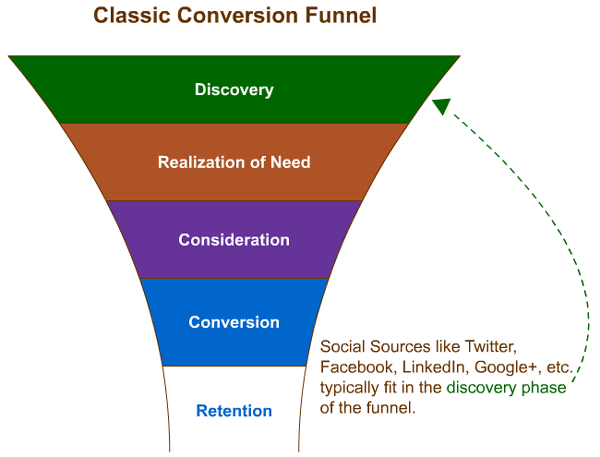 Classic Conversion Funnel
Discovery
Realization of Need
Consideration
Conversion
Social Sources like Twitter,
Facebook, LinkedIn, Google+, etc.
typically fit in the discovery phase
of the funnel.
Retention